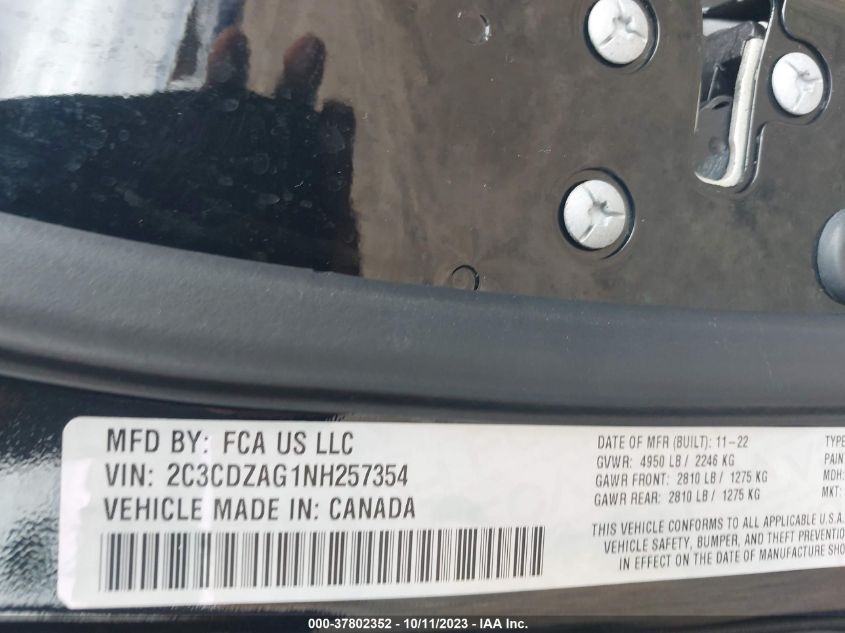 MFD BY: FCA US LLC
VIN: 2C3CDZAG1NH257354
VEHICLE MADE IN: CANADA
DATE OF MFR (BUILT): 11-22
GVWR: 4950 LB / 2246 KG
GAWR FRONT: 2810 LB / 1275 KG
GAWR REAR: 2810 LB / 1275 KG
TYPE
PAIN
MDH:
MKT:
THIS VEHICLE CONFORMS TO ALL APPLICABLE U.S.A.
VEHICLE SAFETY, BUMPER, AND THEFT PREVENTIO
IN EFFECT ON THE DATE OF MANUFACTURE SHO
000-37802352 - 10/11/2023 - IAA Inc.